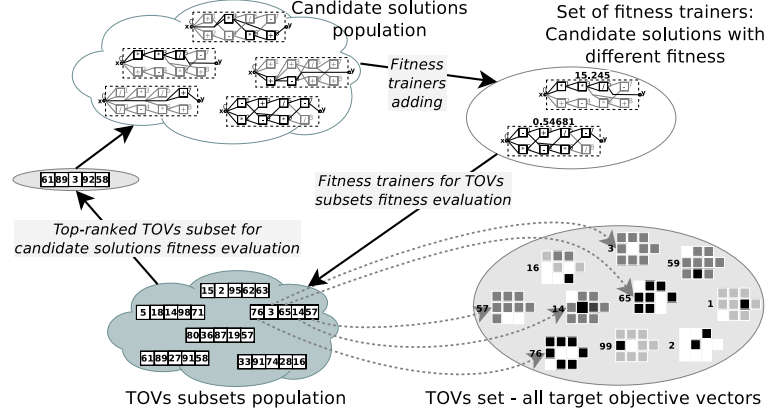 Candidate solutions
population
Set of fitness trainers:
Candidate solutions with
different fitness
Fitness
trainers
adding
15.245
0.54681
x
y
x
y
x
y
x
y
x
y
x
y
x
y
61 89 3 92 58
Fitness trainers for TOVs
subsets fitness evaluation
Top-ranked TOVs subset for
candidate solutions fitness evaluation
15 2 95 62 63
5 18 14 98 71
76 3 65 14 57
80 36 87 19 57
61 89 27 91 58
33 91 74 28 16
3
16
59
57
14
65
1
76
99
2
TOVs subsets population
TOVs set - all target objective vectors